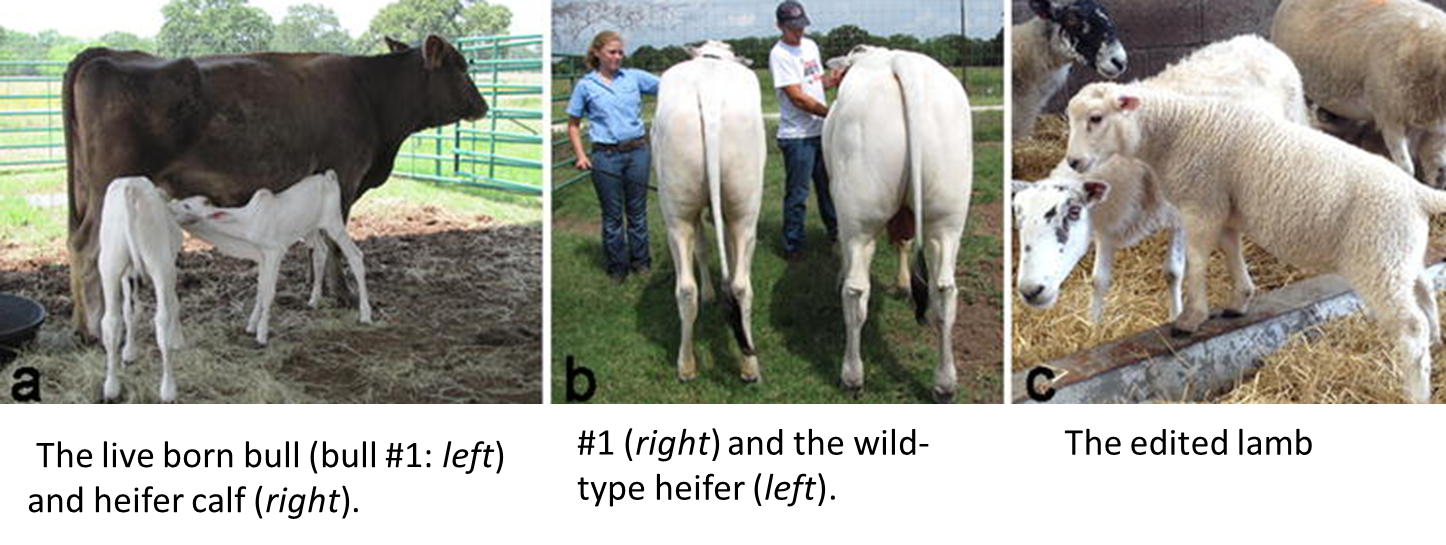 a
b
c
The live born bull (bull #1: left)
and heifer calf (right).
#1 (right) and the wild-
type heifer (left).
The edited lamb